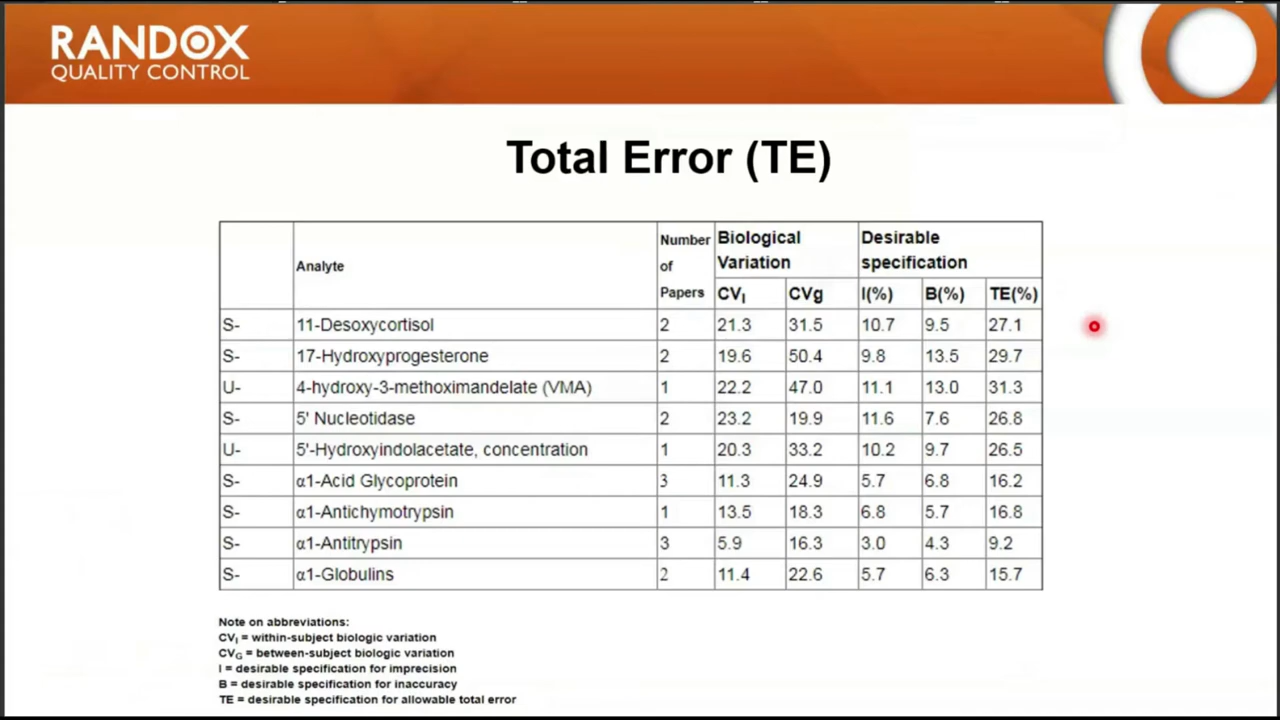 RANDOX
QUALITY CONTROL
Total Error (TE)
Analyte Number of Papers Biological Variation Desirable specification
CVI CVg I(%) B(%) TE(%)
S- 11-Desoxycortisol 2 21.3 31.5 10.7 9.5 27.1
S- 17-Hydroxyprogesterone 2 19.6 50.4 9.8 13.5 29.7
U- 4-hydroxy-3-methoximandelate (VMA) 1 22.2 47.0 11.1 13.0 31.3
S- 5' Nucleotidase 2 23.2 19.9 11.6 7.6 26.8
U- 5'-Hydroxyindolacetate, concentration 1 20.3 33.2 10.2 9.7 26.5
S- α1-Acid Glycoprotein 3 11.3 24.9 5.7 6.8 16.2
S- α1-Antichymotrypsin 1 13.5 18.3 6.8 5.7 16.8
S- α1-Antitrypsin 3 5.9 16.3 3.0 4.3 9.2
S- α1-Globulins 2 11.4 22.6 5.7 6.3 15.7
Note on abbreviations:
CVI = within-subject biologic variation
CVG = between-subject biologic variation
I = desirable specification for imprecision
B = desirable specification for inaccuracy
TE = desirable specification for allowable total error